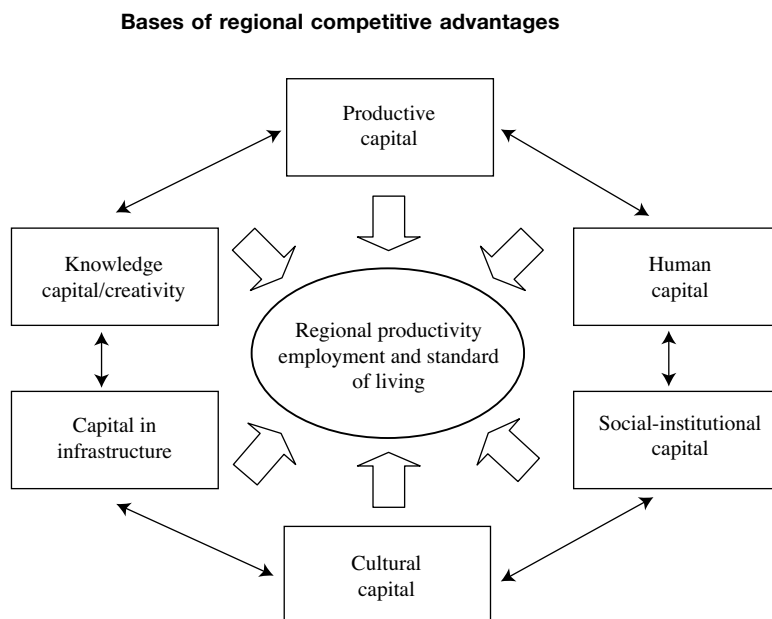 Bases of regional competitive advantages
Productive
capital
Knowledge
capital/creativity
Human
capital
Regional productivity
employment and standard
of living
Capital in
infrastructure
Social-institutional
capital
Cultural
capital